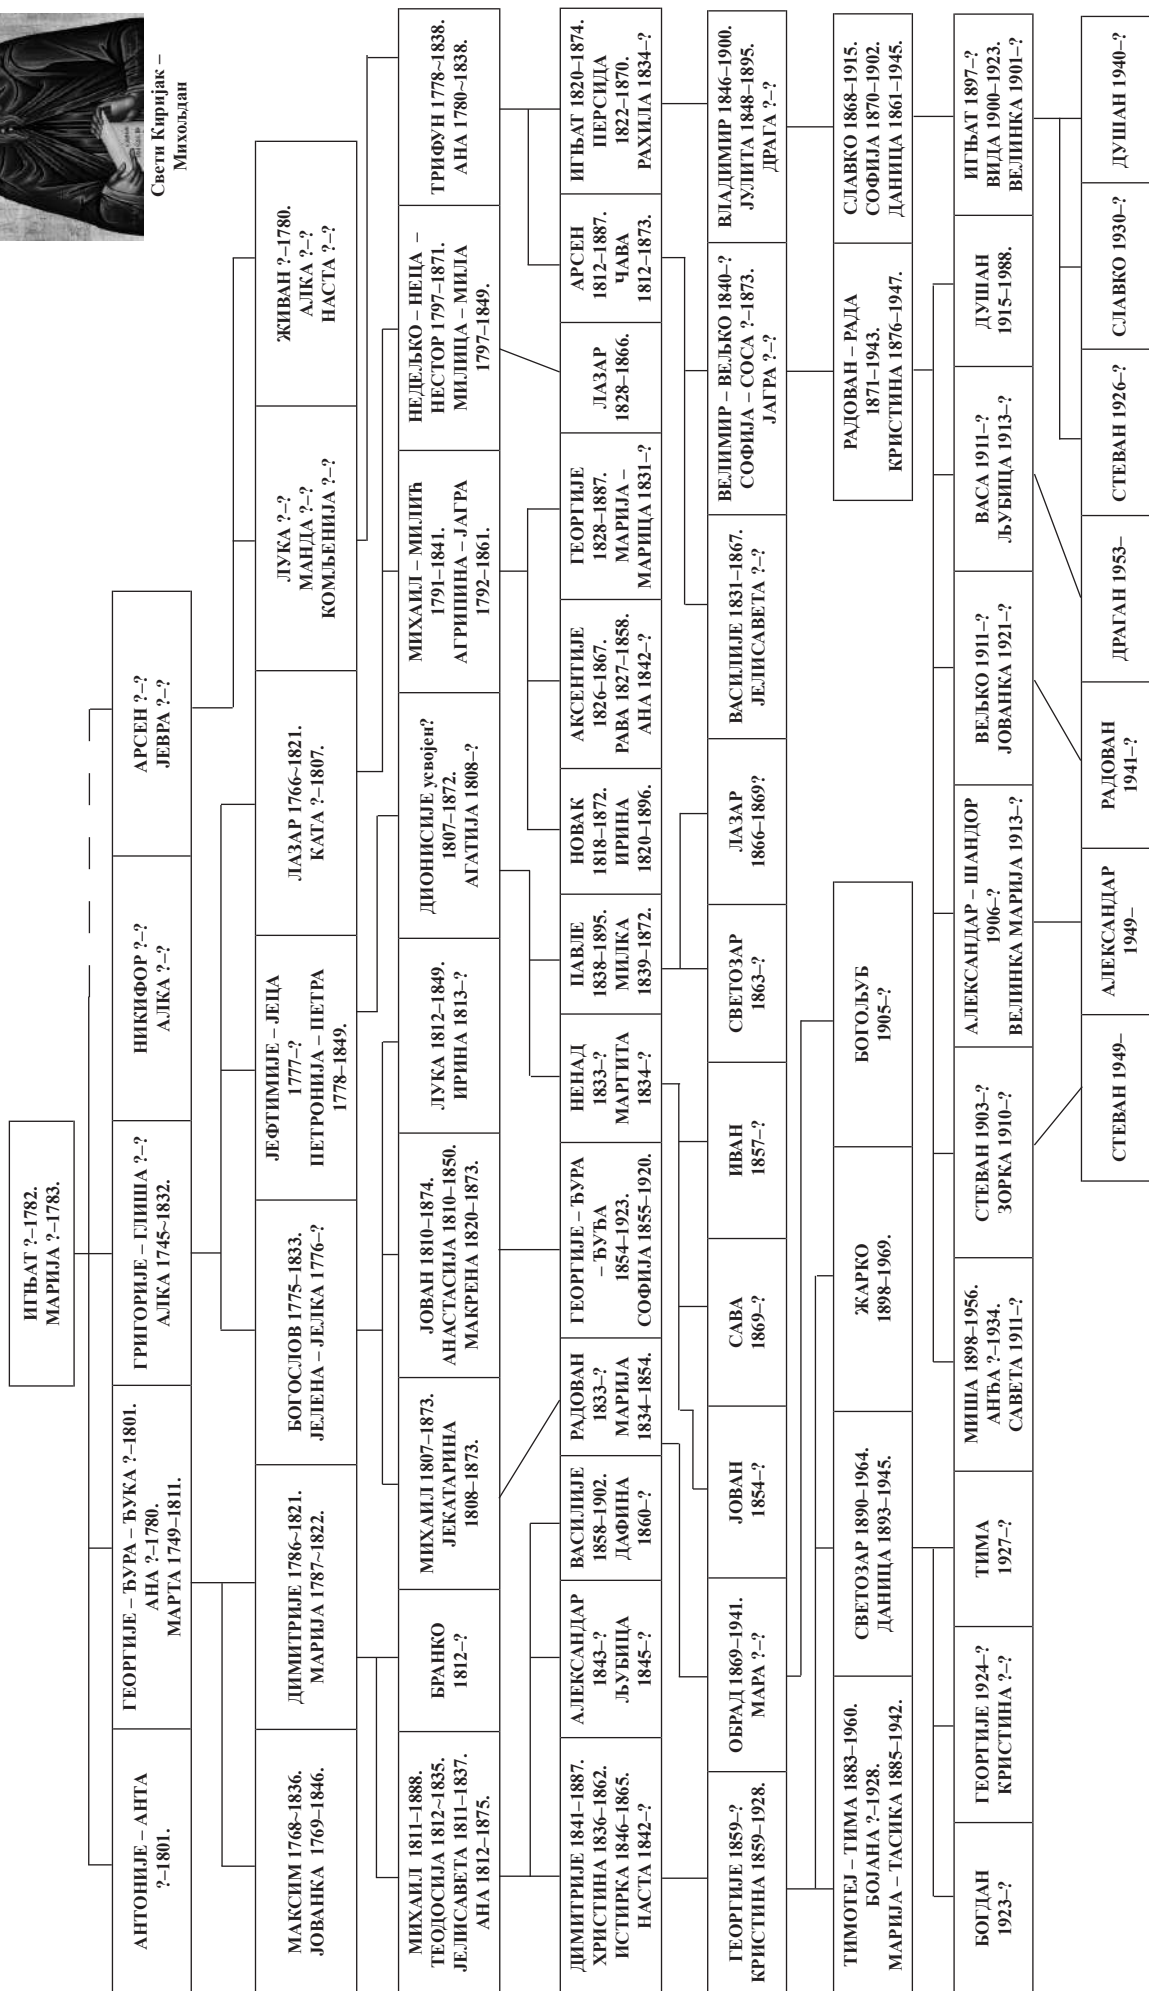 Свети Киријак –
Михољдан
ИГЊАТ ?–1782.
МАРИЈА ?–1783.
АНТОНИЈЕ – АНТА
?–1801.
ГЕОРГИЈЕ – ЂУРА – ЂУКА ?–1801.
АНА ?–1780.
МАРТА 1749–1811.
ГРИГОРИЈЕ – ГЛИША ?–?
АЛКА 1745~1832.
НИКИФОР ?–?
АЛКА ?–?
АРСЕН ?–?
ЈЕВРА ?–?
МАКСИМ 1768~1836.
ЈОВАНКА 1769–1846.
ДИМИТРИЈЕ 1786~1821.
МАРИЈА 1787~1822.
БОГОСЛОВ 1775–1833.
ЈЕЛЕНА – ЈЕЛКА 1776–?
ЈЕФТИМИЈЕ – ЈЕЦА
1777–?
ПЕТРОНИЈА – ПЕТРА
1778–1849.
ЛАЗАР 1766~1821.
КАТА ?–1807.
ЛУКА ?–?
МАНДА ?–?
КОМЉЕНИЈА ?–?
ЖИВАН ?–1780.
АЛКА ?–?
НАСТА ?–?
МИХАИЛ 1811–1888.
ТЕОДОСИЈА 1812~1835.
ЈЕЛИСАВЕТА 1811–1837.
АНА 1812–1875.
БРАНКО
1812–?
МИХАИЛ 1807–1873.
ЈЕКАТАРИНА
1808–1873.
ЈОВАН 1810–1874.
АНАСТАСИЈА 1810–1850.
МАКРЕНА 1820–1873.
ЛУКА 1812–1849.
ИРИНА 1813–?
ДИОНИСИЈЕ усвојен?
1807–1872.
АГАТИЈА 1808–?
МИХАИЛ – МИЛИЋ
1791–1841.
АГРИПИНА – ЈАГРА
1792–1861.
НЕДЕЉКО – НЕЦА –
НЕСТОР 1797–1871.
МИЛИЦА – МИЛА
1797–1849.
ТРИФУН 1778~1838.
АНА 1780~1838.
ДИМИТРИЈЕ 1841–1887.
ХРИСТИНА 1836–1862.
ИСТИРКА 1846–1865.
НАСТА 1842–?
АЛЕКСАНДАР
1843–?
ЉУБИЦА
1845–?
ВАСИЛИЈЕ
1858–1902.
ДАФИНА
1860–?
РАДОВАН
1833–?
МАРИЈА
1834–1854.
ГЕОРГИЈЕ – ЂУРА
– ЂУЂА
1854–1923.
СОФИЈА 1855–1920.
НЕНАД
1833–?
МАРГИТА
1834–?
ПАВЛЕ
1838–1895.
МИЛКА
1839–1872.
НОВАК
1818–1872.
ИРИНА
1820–1896.
АКСЕНТИЈЕ
1826–1867.
РАВА 1827–1858.
АНА 1842–?
ГЕОРГИЈЕ
1828–1887.
МАРИЈА –
МАРИЦА 1831–?
ЛАЗАР
1828–1866.
АРСЕН
1812–1887.
ЧАВА
1812–1873.
ИГЊАТ 1820–1874.
ПЕРСИДА
1822–1870.
РАХИЛА 1834–?
ГЕОРГИЈЕ 1859–?
КРИСТИНА 1859–1928.
ОБРАД 1869–1941.
МАРА ?–?
ЈОВАН
1854–?
САВА
1869–?
ИВАН
1857–?
СВЕТОЗАР
1863–?
ЛАЗАР
1866–1869?
ВАСИЛИЈЕ 1831–1867.
ЈЕЛИСАВЕТА ?–?
ВЕЛИМИР – ВЕЉКО 1840–?
СОФИЈА – СОСА ?–1873.
ЈАГРА ?–?
ВЛАДИМИР 1846–1900.
ЈУЛИТА 1848–1895.
ДРАГА ?–?
ТИМОТЕЈ – ТИМА 1883–1960.
БОЈАНА ?–1928.
МАРИЈА – ТАСИКА 1885–1942.
СВЕТОЗАР 1890–1964.
ДАНИЦА 1893–1945.
ЖАРКО
1898–1969.
БОГОЉУБ
1905–?
РАДОВАН – РАДА
1871–1943.
КРИСТИНА 1876–1947.
СЛАВКО 1868–1915.
СОФИЈА 1870–1902.
ДАНИЦА 1861–1945.
БОГДАН
1923–?
ГЕОРГИЈЕ 1924–?
КРИСТИНА ?–?
ТИМА
1927–?
МИША 1898–1956.
АНЂА ?–1934.
САВЕТА 1911–?
СТЕВАН 1903–?
ЗОРКА 1910–?
АЛЕКСАНДАР – ШАНДОР
1906–?
ВЕЛИНКА МАРИЈА 1913–?
ВЕЉКО 1911–?
ЈОВАНКА 1921–?
ВАСА 1911–?
ЉУБИЦА 1913–?
ДУШАН
1915–1988.
ИГЊАТ 1897–?
ВИДА 1900–1923.
ВЕЛИНКА 1901–?
СТЕВАН 1949–
АЛЕКСАНДАР
1949–
РАДОВАН
1941–?
ДРАГАН 1953–
СТЕВАН 1926–?
СЛАВКО 1930–?
ДУШАН 1940–?